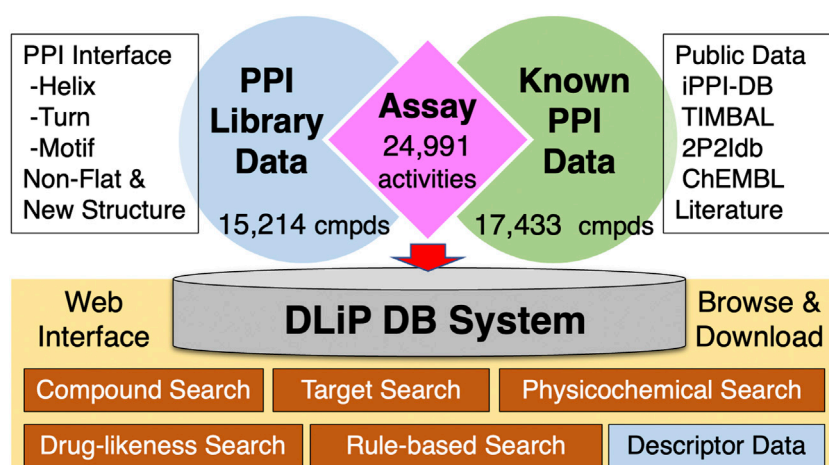 PPI Interface
-Helix
-Turn
-Motif
Non-Flat &
New Structure
PPI
Library
Data
15,214 cmpds
Assay
24,991
activities
Known
PPI
Data
17,433 cmpds
Public Data
iPPI-DB
TIMBAL
2P2Idb
ChEMBL
Literature
Web
Interface
DLiP DB System
Browse &
Download
Compound Search
Target Search
Physicochemical Search
Drug-likeness Search
Rule-based Search
Descriptor Data